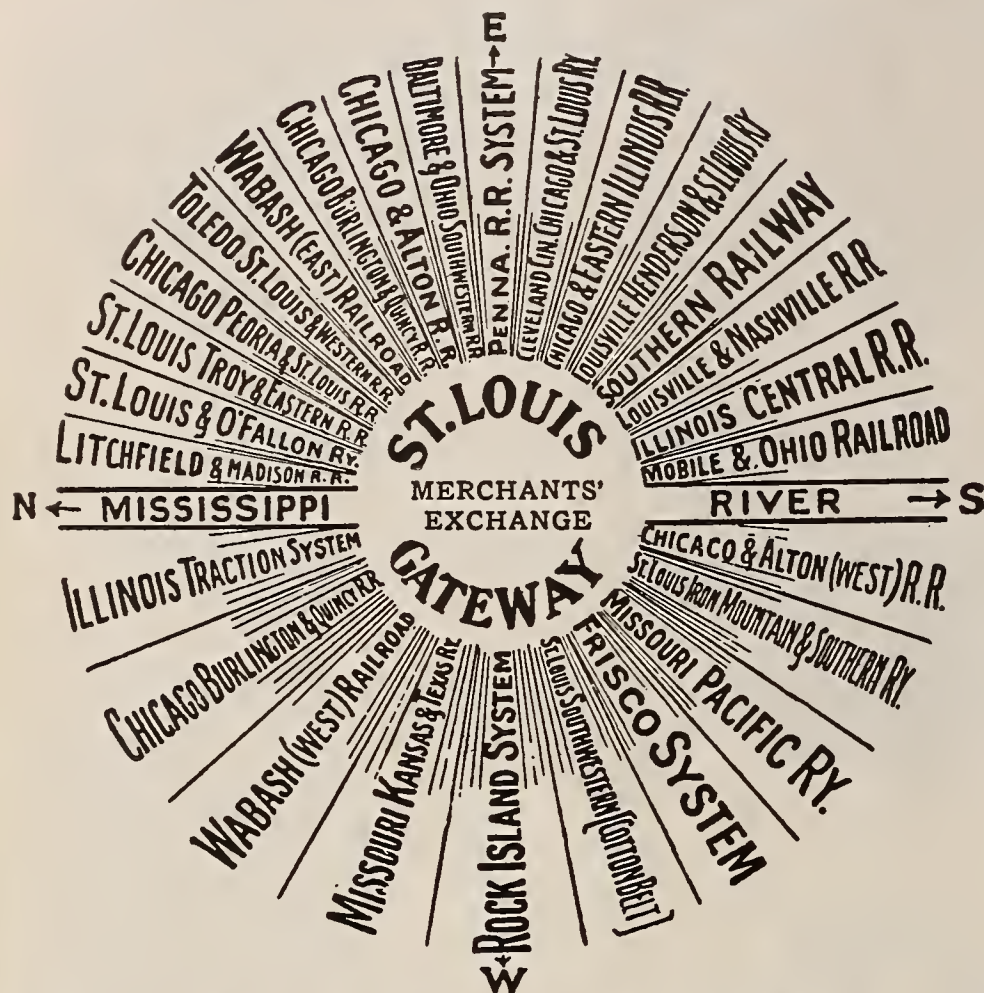 E
LITCHFIELD & MADISON R.R.
ST. LOUIS & O'FALLON RY.
ST. LOUIS TROY & EASTERN R.R.
CHICAGO PEORIA & ST. LOUIS R.R.
TOLEDO ST. LOUIS & WESTERN R.R.
WABASH (EAST) RAILROAD
CHICAGO BURLINGTON & QUINCY R.R.
CHICAGO & ALTON R.R.
BALTIMORE & OHIO SOUTHWESTERN R.R.
PENNA. R.R. SYSTEM
CLEVELAND CIN. CHICAGO & ST. LOUIS RY.
CHICAGO & EASTERN ILLINOIS R.R.
LOUISVILLE HENDERSON & ST. LOUIS RY
SOUTHERN RAILWAY
LOUISVILLE & NASHVILLE R.R.
ILLINOIS CENTRAL R.R.
MOBILE & OHIO RAILROAD
ST. LOUIS
MERCHANTS'
EXCHANGE
GATEWAY
N MISSISSIPPI RIVER S
CHICAGO & ALTON (WEST) R.R.
ST. LOUIS IRON MOUNTAIN & SOUTHERN RY.
MISSOURI PACIFIC RY.
FRISCO SYSTEM
ST. LOUIS SOUTHWESTERN (COTTON BELT)
ROCK ISLAND SYSTEM
MISSOURI KANSAS & TEXAS RY.
WABASH (WEST) RAILROAD
CHICAGO BURLINGTON & QUINCY R.R.
ILLINOIS TRACTION SYSTEM
W